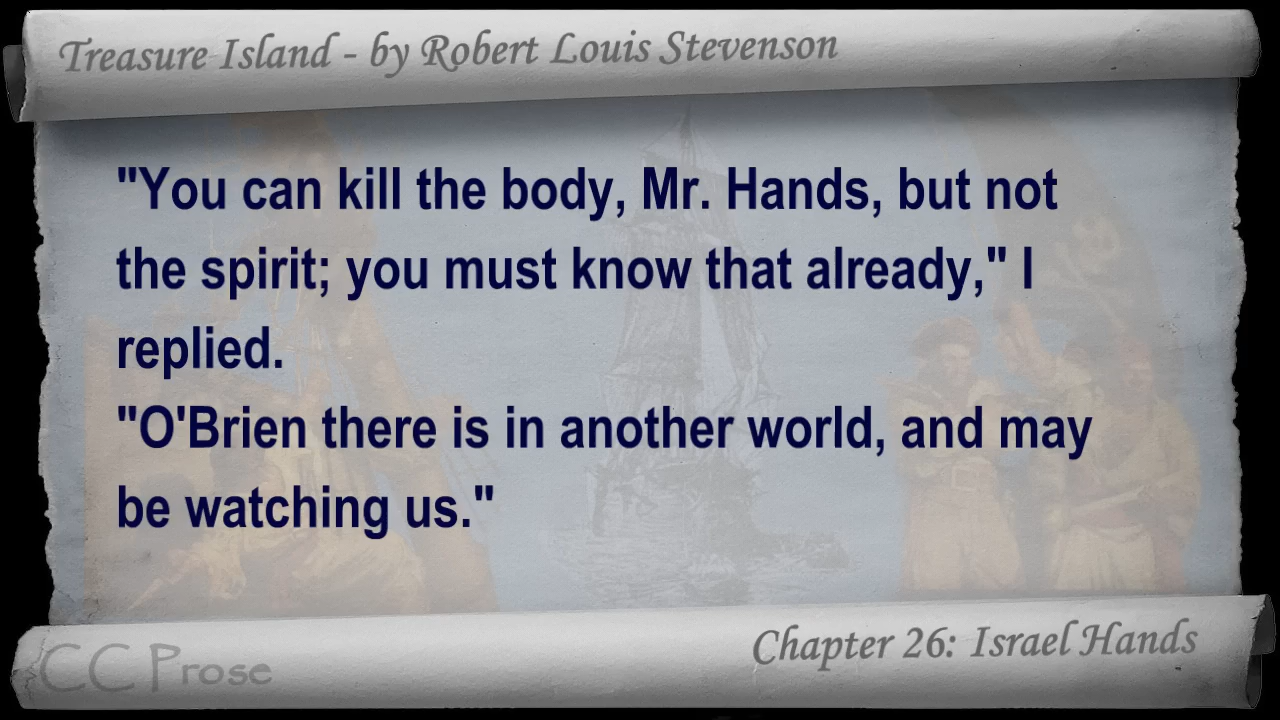 Treasure Island - by Robert Louis Stevenson
"You can kill the body, Mr. Hands, but not
the spirit; you must know that already," I
replied.
"O'Brien there is in another world, and may
be watching us."
Chapter 26: Israel Hands
CC Prose